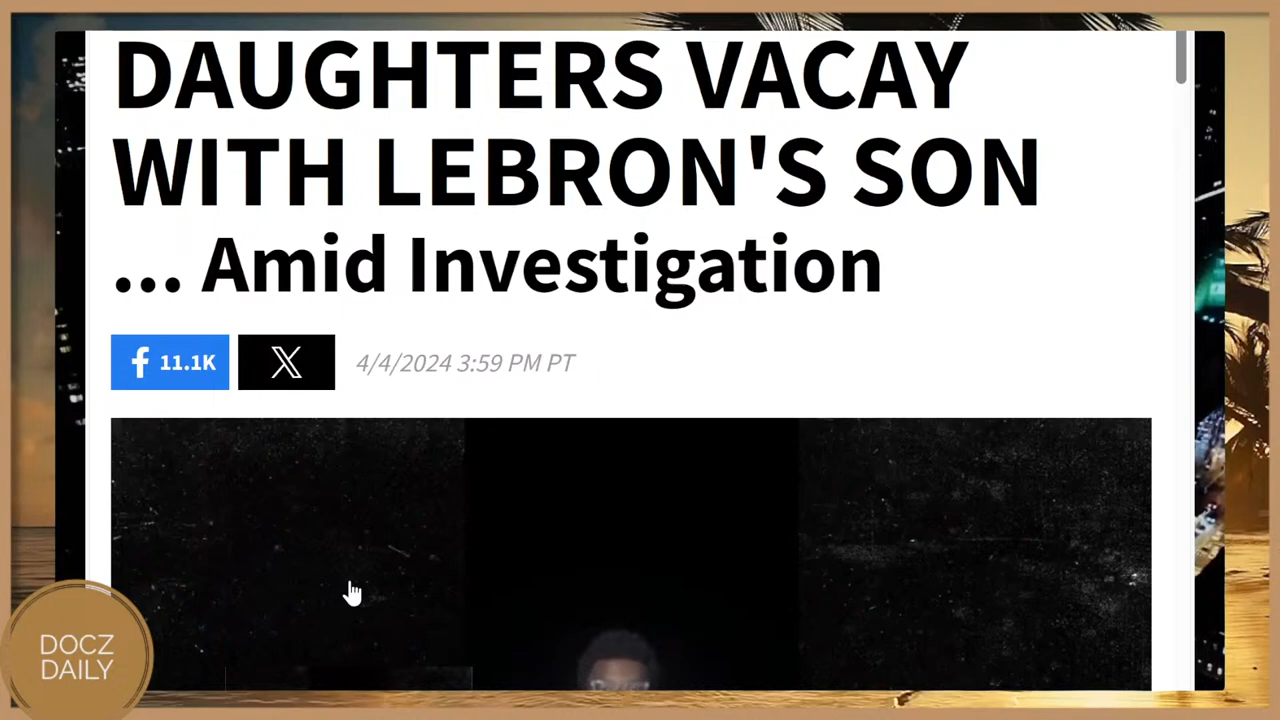 DAUGHTERS VACAY
WITH LEBRON'S SON
... Amid Investigation
f 11.1K X 4/4/2024 3:59 PM PT
DOCZ
DAILY